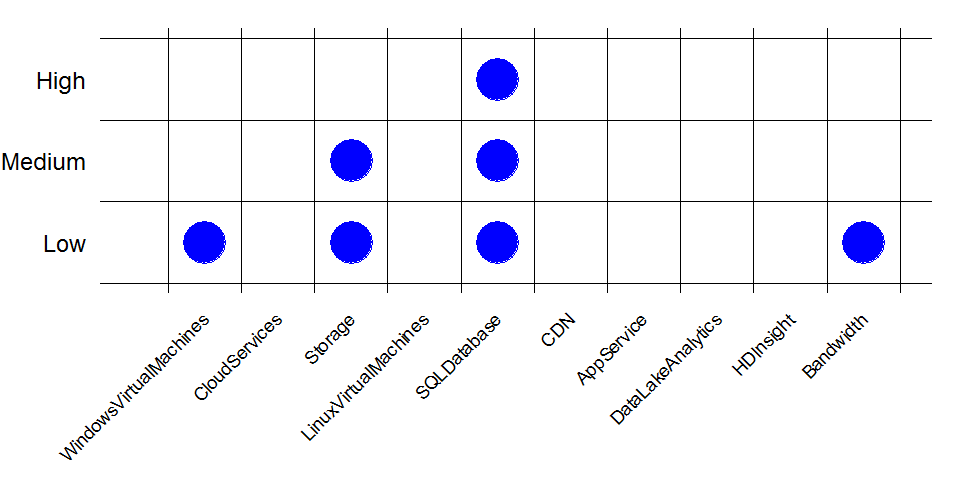 High
Medium
Low
WindowsVirtualMachines
CloudServices
Storage
LinuxVirtualMachines
SQLDatabase
CDN
AppService
DataLakeAnalytics
HDInsight
Bandwidth